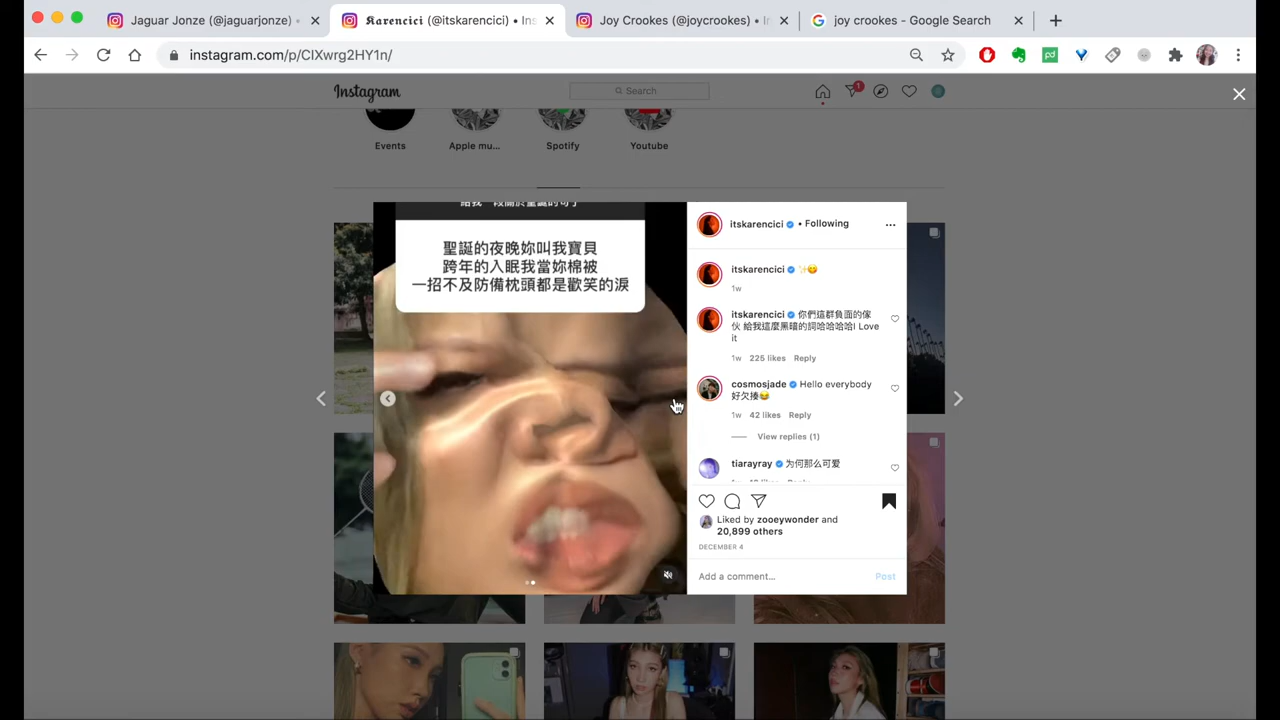 Jaguar Jonze (@jaguarjonze) •
𝕶𝖆𝖗𝖊𝖓𝖈𝖎𝖈𝖎 (@itskarencici) • Ins
Joy Crookes (@joycrookes) • In
joy crookes - Google Search
instagram.com/p/CIXwrg2HY1n/
Instagram
Search
1
Events
Apple mu...
Spotify
Youtube
聖誕的夜晚妳叫我寶貝
跨年的入眠我當妳棉被
一招不及防備枕頭都是歡笑的淚
itskarencici • Following
itskarencici ✨😋
1w
itskarencici 你們這群負面的傢
伙 給我這麼黑暗的詞哈哈哈哈I Love
it
1w 225 likes Reply
cosmosjade Hello everybody
好欠揍😂
1w 42 likes Reply
View replies (1)
tiarayray 为何那么可爱
Liked by zooeywonder and
20,899 others
DECEMBER 4
Add a comment...
Post